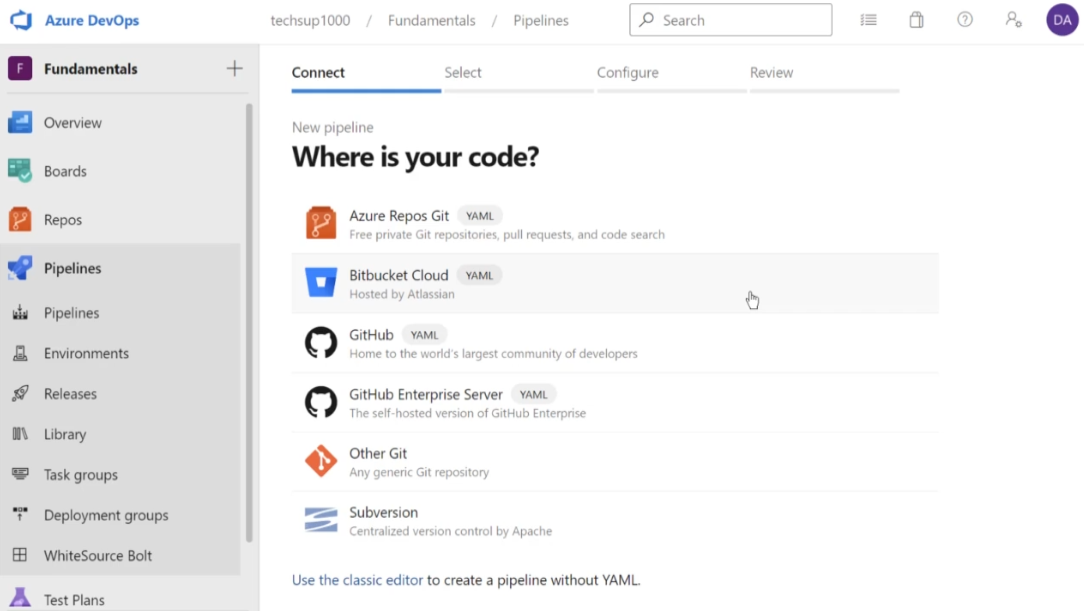 Azure DevOps
techsup1000 / Fundamentals / Pipelines
Search
DA
F Fundamentals
Overview
Boards
Repos
Pipelines
Pipelines
Environments
Releases
Library
Task groups
Deployment groups
WhiteSource Bolt
Test Plans
Connect Select Configure Review
New pipeline
Where is your code?
Azure Repos Git YAML
Free private Git repositories, pull requests, and code search
Bitbucket Cloud YAML
Hosted by Atlassian
GitHub YAML
Home to the world's largest community of developers
GitHub Enterprise Server YAML
The self-hosted version of GitHub Enterprise
Other Git
Any generic Git repository
Subversion
Centralized version control by Apache
Use the classic editor to create a pipeline without YAML.